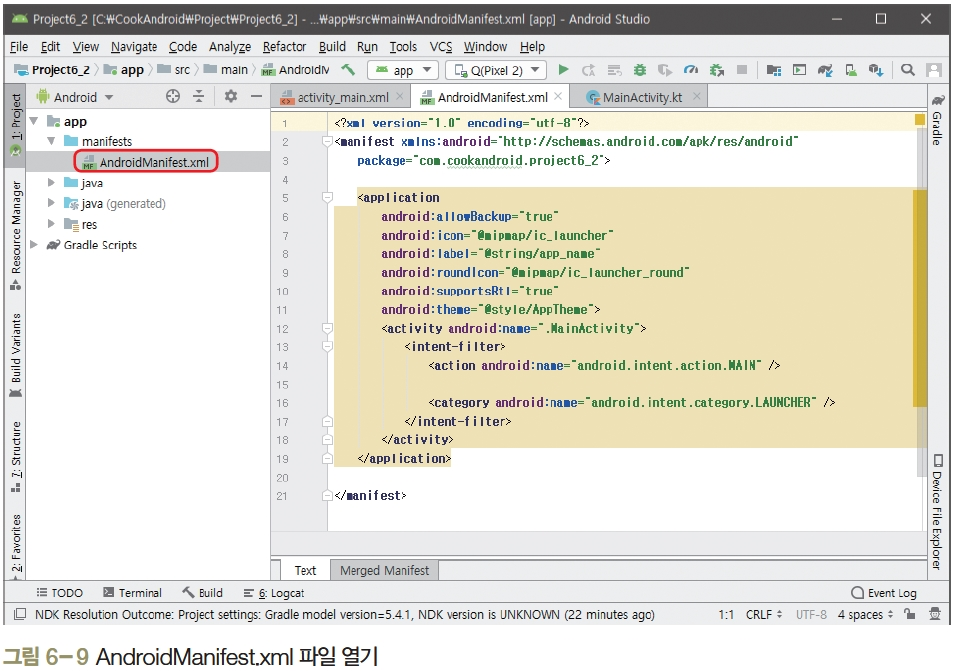 Project6_2 [C:₩CookAndroid₩Project₩Project6_2] - ...₩app₩src₩main₩AndroidManifest.xml [app] - Android Studio
File Edit View Navigate Code Analyze Refactor Build Run Tools VCS Window Help
Project6_2 app src main AndroidM app Q(Pixel 2)
1: Project
Resource Manager
Build Variants
7: Structure
2: Favorites
Android
app
manifests
AndroidManifest.xml
java
java (generated)
res
Gradle Scripts
activity_main.xml AndroidManifest.xml MainActivity.kt
1 <?xml version="1.0" encoding="utf-8"?>
2 <manifest xmlns:android="http://schemas.android.com/apk/res/android"
3 package="com.cookandroid.project6_2">
4
5 <application
6 android:allowBackup="true"
7 android:icon="@mipmap/ic_launcher"
8 android:label="@string/app_name"
9 android:roundIcon="@mipmap/ic_launcher_round"
10 android:supportsRtl="true"
11 android:theme="@style/AppTheme">
12 <activity android:name=".MainActivity">
13 <intent-filter>
14 <action android:name="android.intent.action.MAIN" />
15
16 <category android:name="android.intent.category.LAUNCHER" />
17 </intent-filter>
18 </activity>
19 </application>
20
21 </manifest>
Text Merged Manifest
Gradle
Device File Explorer
TODO Terminal Build 6: Logcat Event Log
NDK Resolution Outcome: Project settings: Gradle model version=5.4.1, NDK version is UNKNOWN (22 minutes ago) 1:1 CRLF UTF-8 4 spaces
그림 6-9 AndroidManifest.xml 파일 열기